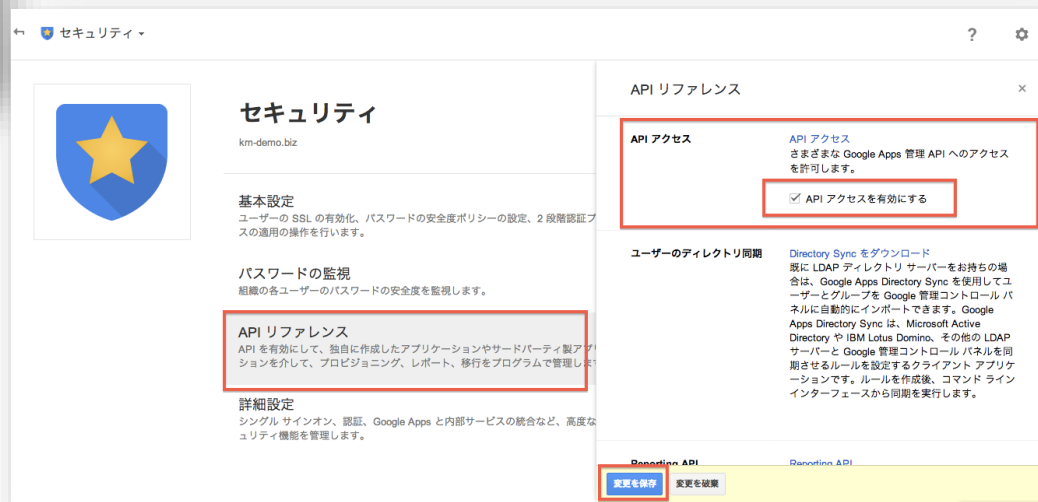 セキュリティ
?
セキュリティ
km-demo.biz
基本設定
ユーザーの SSL の有効化、パスワードの安全度ポリシーの設定、2 段階認証プ
スの適用の操作を行います。
パスワードの監視
組織の各ユーザーのパスワードの安全度を監視します。
API リファレンス
API を有効にして、独自に作成したアプリケーションやサードパーティ製アプ
ションを介して、プロビジョニング、レポート、移行をプログラムで管理しま
詳細設定
シングル サインオン、認証、Google Apps と内部サービスの統合など、高度な
ュリティ機能を管理します。
API リファレンス
×
API アクセス
API アクセス
さまざまな Google Apps 管理 API へのアクセス
を許可します。
API アクセスを有効にする
ユーザーのディレクトリ同期
Directory Sync をダウンロード
既に LDAP ディレクトリ サーバーをお持ちの場
合は、Google Apps Directory Sync を使用してユ
ーザーとグループを Google 管理コントロール パ
ネルに自動的にインポートできます。Google
Apps Directory Sync は、Microsoft Active
Directory や IBM Lotus Domino、その他の LDAP
サーバーと Google 管理コントロール パネルを同
期させるルールを設定するクライアント アプリケ
ーションです。ルールを作成後、コマンド ライン
インターフェースから同期を実行します。
Reporting API
Reporting API
変更を保存
変更を破棄